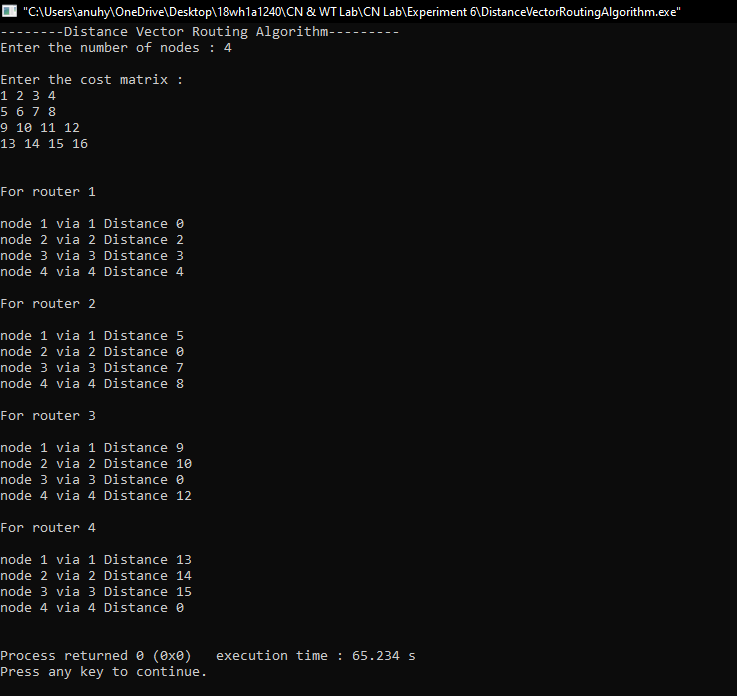 "C:\Users\anuhy\OneDrive\Desktop\18wh1a1240\CN & WT Lab\CN Lab\Experiment 6\DistanceVectorRoutingAlgorithm.exe"
--------Distance Vector Routing Algorithm---------
Enter the number of nodes : 4
Enter the cost matrix :
1 2 3 4
5 6 7 8
9 10 11 12
13 14 15 16
For router 1
node 1 via 1 Distance 0
node 2 via 2 Distance 2
node 3 via 3 Distance 3
node 4 via 4 Distance 4
For router 2
node 1 via 1 Distance 5
node 2 via 2 Distance 0
node 3 via 3 Distance 7
node 4 via 4 Distance 8
For router 3
node 1 via 1 Distance 9
node 2 via 2 Distance 10
node 3 via 3 Distance 0
node 4 via 4 Distance 12
For router 4
node 1 via 1 Distance 13
node 2 via 2 Distance 14
node 3 via 3 Distance 15
node 4 via 4 Distance 0
Process returned 0 (0x0)   execution time : 65.234 s
Press any key to continue.